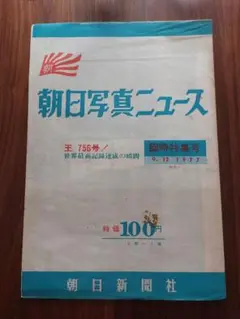 朝日写真ニュース
王 756号!
世界最高記録達成の瞬間
臨時特集号
特価 100円
朝日新聞社